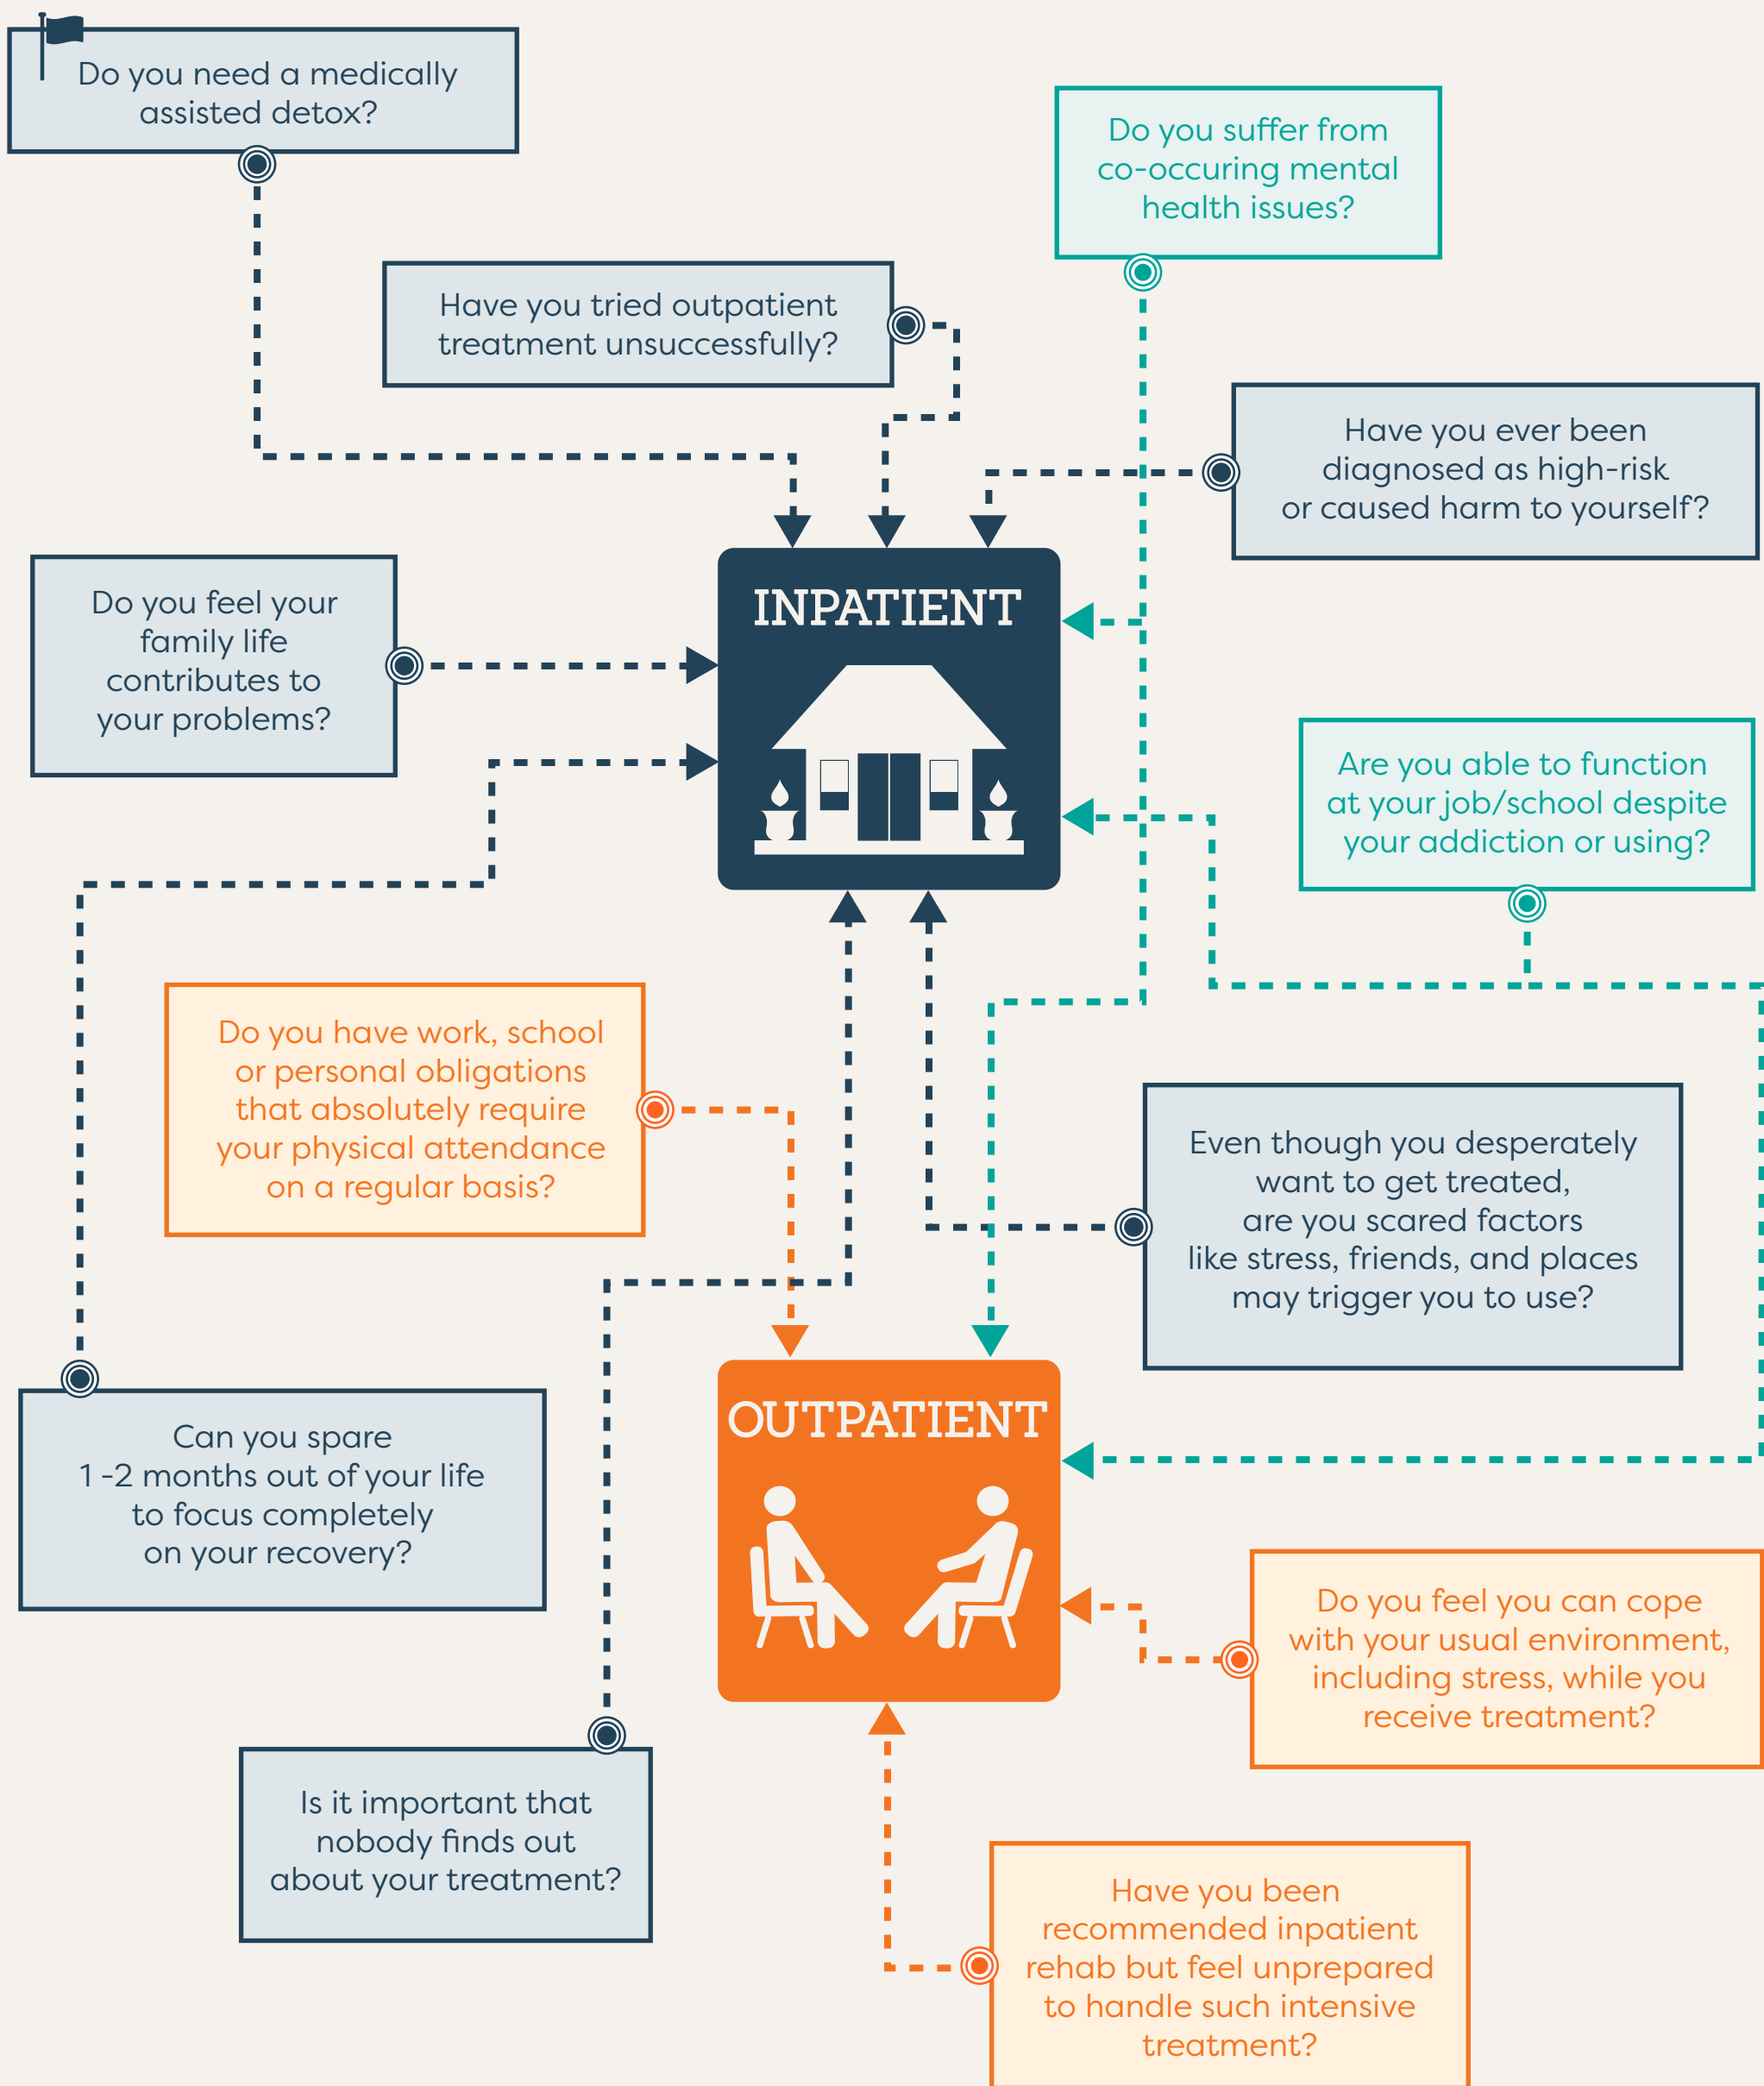 Do you need a medically
assisted detox?
Do you suffer from
co-occuring mental
health issues?
Have you tried outpatient
treatment unsuccessfully?
Have you ever been
diagnosed as high-risk
or caused harm to yourself?
INPATIENT
Do you feel your
family life
contributes to
your problems?
Are you able to function
at your job/school despite
your addiction or using?
Do you have work, school
or personal obligations
that absolutely require
your physical attendance
on a regular basis?
Even though you desperately
want to get treated,
are you scared factors
like stress, friends, and places
may trigger you to use?
OUTPATIENT
Can you spare
1 -2 months out of your life
to focus completely
on your recovery?
Do you feel you can cope
with your usual environment,
including stress, while you
receive treatment?
Is it important that
nobody finds out
about your treatment?
Have you been
recommended inpatient
rehab but feel unprepared
to handle such intensive
treatment?